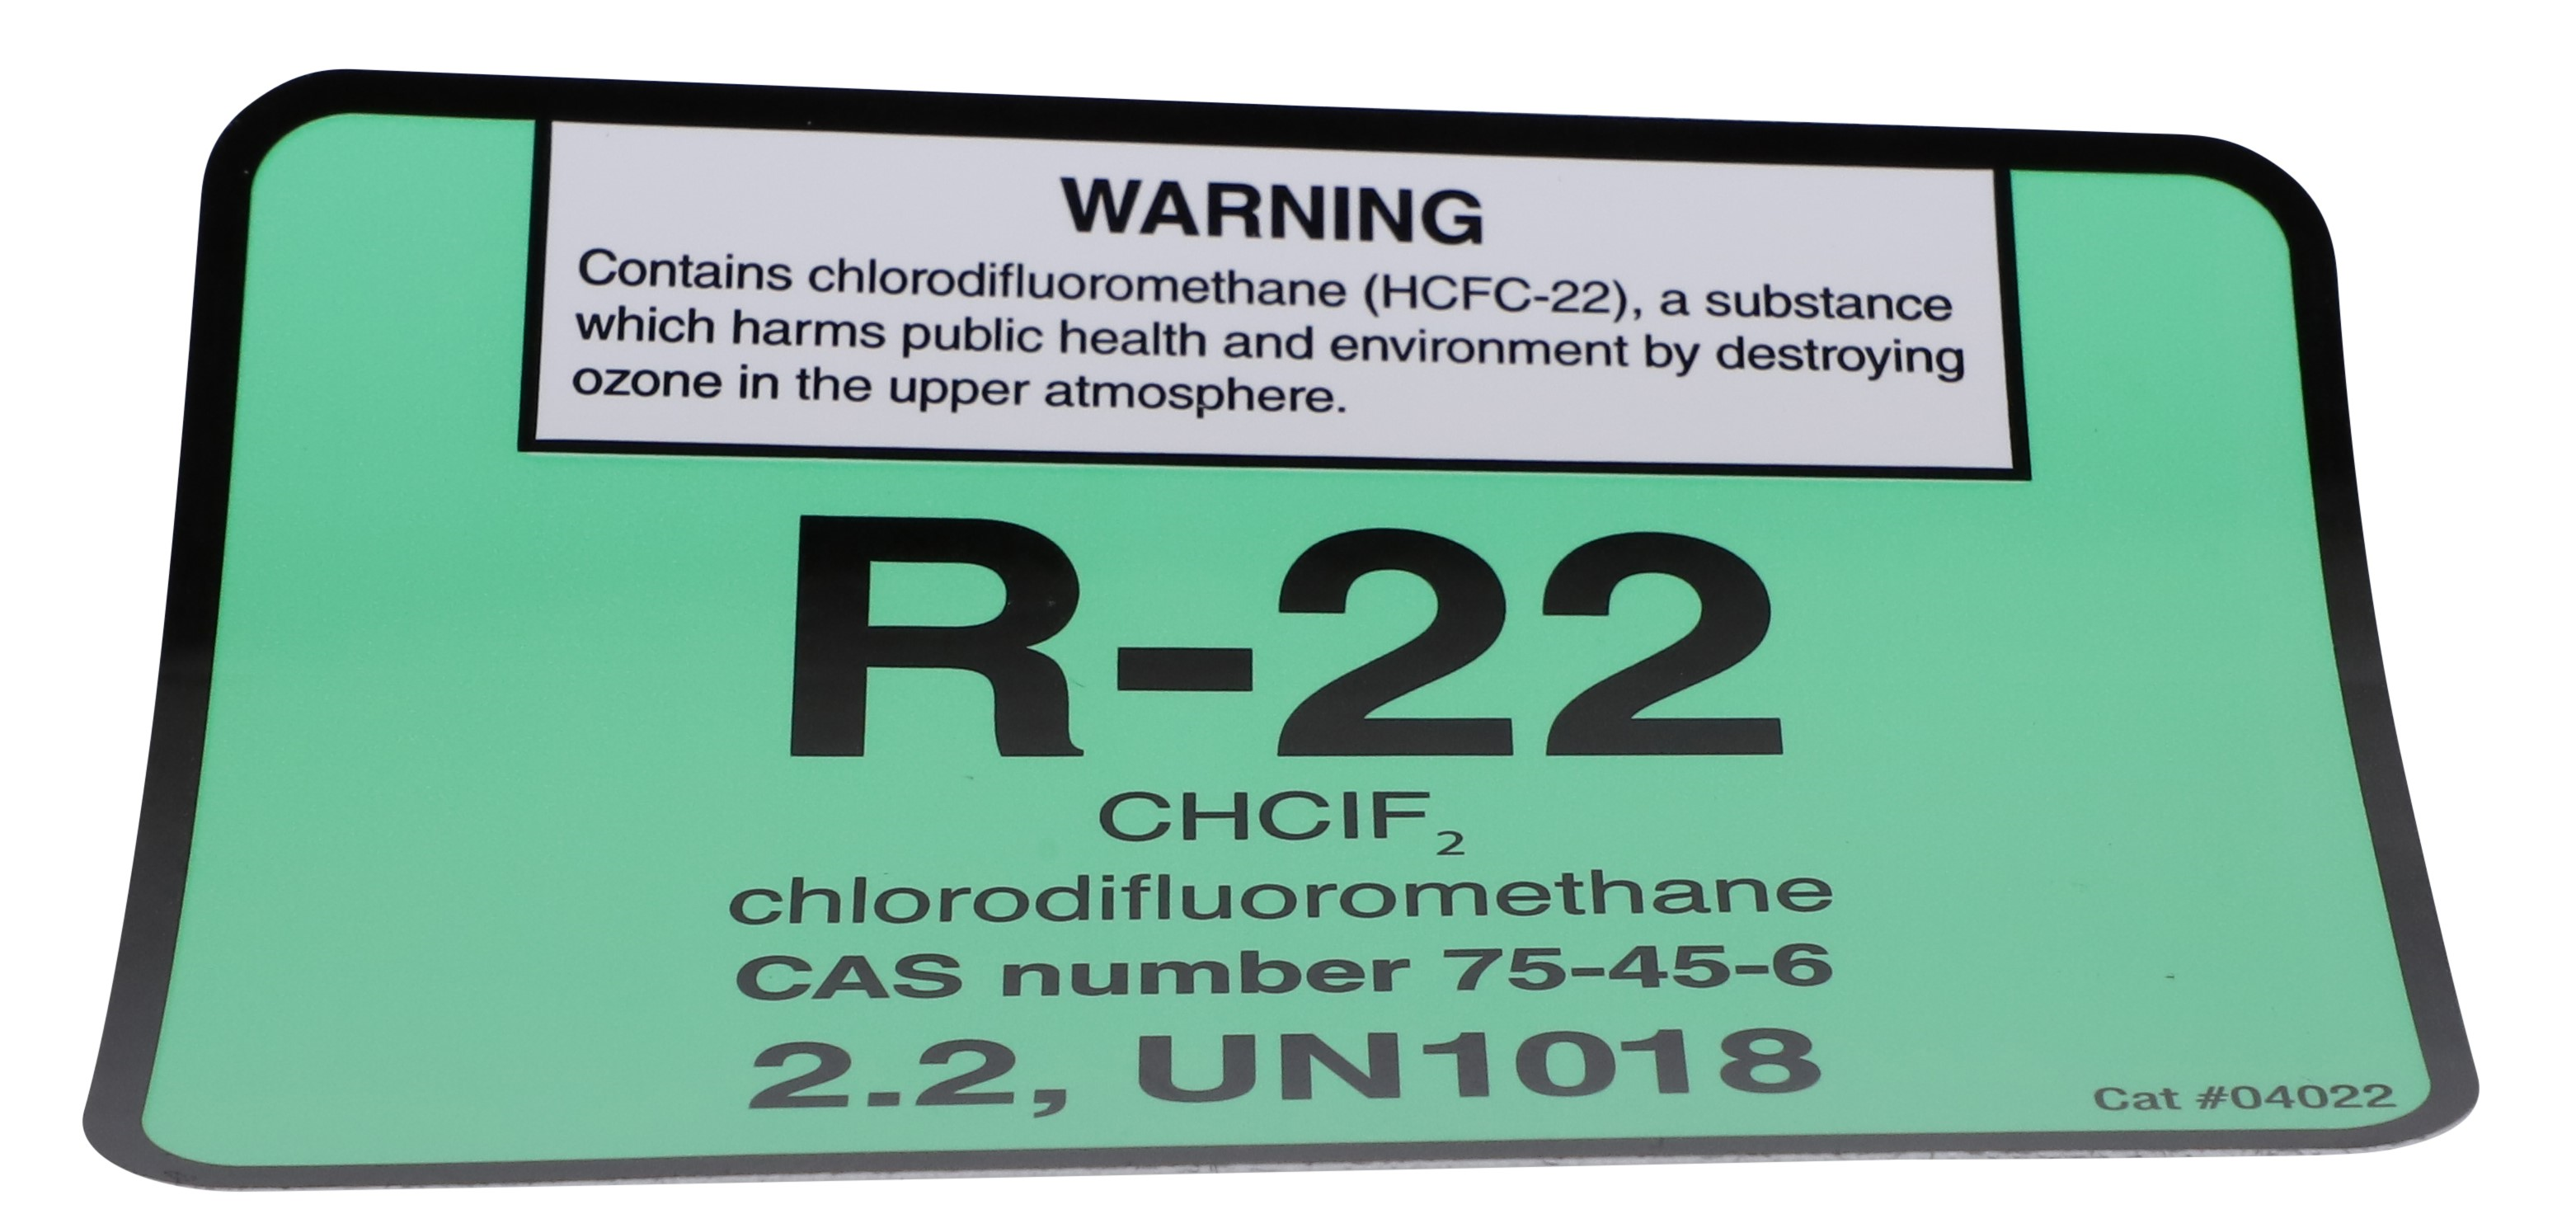 WARNING
Contains chlorodifluoromethane (HCFC-22), a substance
which harms public health and environment by destroying
ozone in the upper atmosphere.
R-22
CHClF₂
chlorodifluoromethane
CAS number 75-45-6
2.2, UN1018
Cat #04022